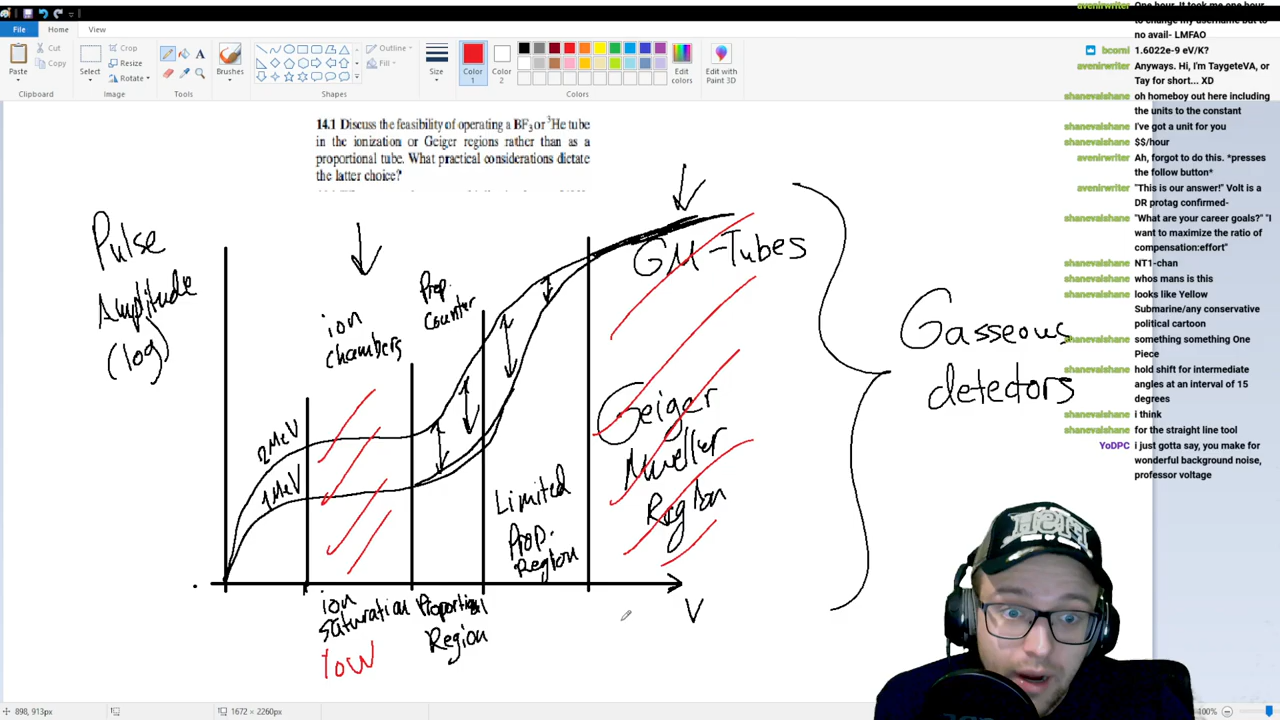 File
Home
View
Paste
Cut
Copy
Clipboard
Select
Crop
Resize
Rotate
Image
Tools
Brushes
Shapes
Outline
Fill
Size
Color
1
Color
2
Colors
Edit
colors
Edit with
Paint 3D
14.1 Discuss the feasibility of operating a BF3 or 3He tube
in the ionization or Geiger regions rather than as a
proportional tube. What practical considerations dictate
the latter choice?
Pulse
Amplitude
(log)
ion
chambers
Prop.
Counter
GM-Tubes
Gasseous
detectors
2 MeV
1 MeV
Limited
Prop.
Region
Geiger
Mueller
Region
ion
saturation
Proportional
Region
low
V
898, 913px
1672 × 2260px
100%
avenirwriter One hour. It took me one hour
to change my username but to
no avail- LMFAO
bcorni 1.6022e-9 eV/K?
avenirwriter Anyways. Hi, I'm TaygeteVA, or
Tay for short... XD
shanevalshane oh homeboy out here including
the units to the constant
shanevalshane I've got a unit for you
shanevalshane $$/hour
avenirwriter Ah, forgot to do this. *presses
the follow button*
avenirwriter "This is our answer!" Volt is a
DR protag confirmed-
shanevalshane "What are your career goals?" "I
want to maximize the ratio of
compensation:effort"
shanevalshane NT1-chan
shanevalshane whos mans is this
shanevalshane looks like Yellow
Submarine/any conservative
political cartoon
shanevalshane something something One
Piece
shanevalshane hold shift for intermediate
angles at an interval of 15
degrees
shanevalshane i think
shanevalshane for the straight line tool
YoDPC i just gotta say, you make for
wonderful background noise,
professor voltage